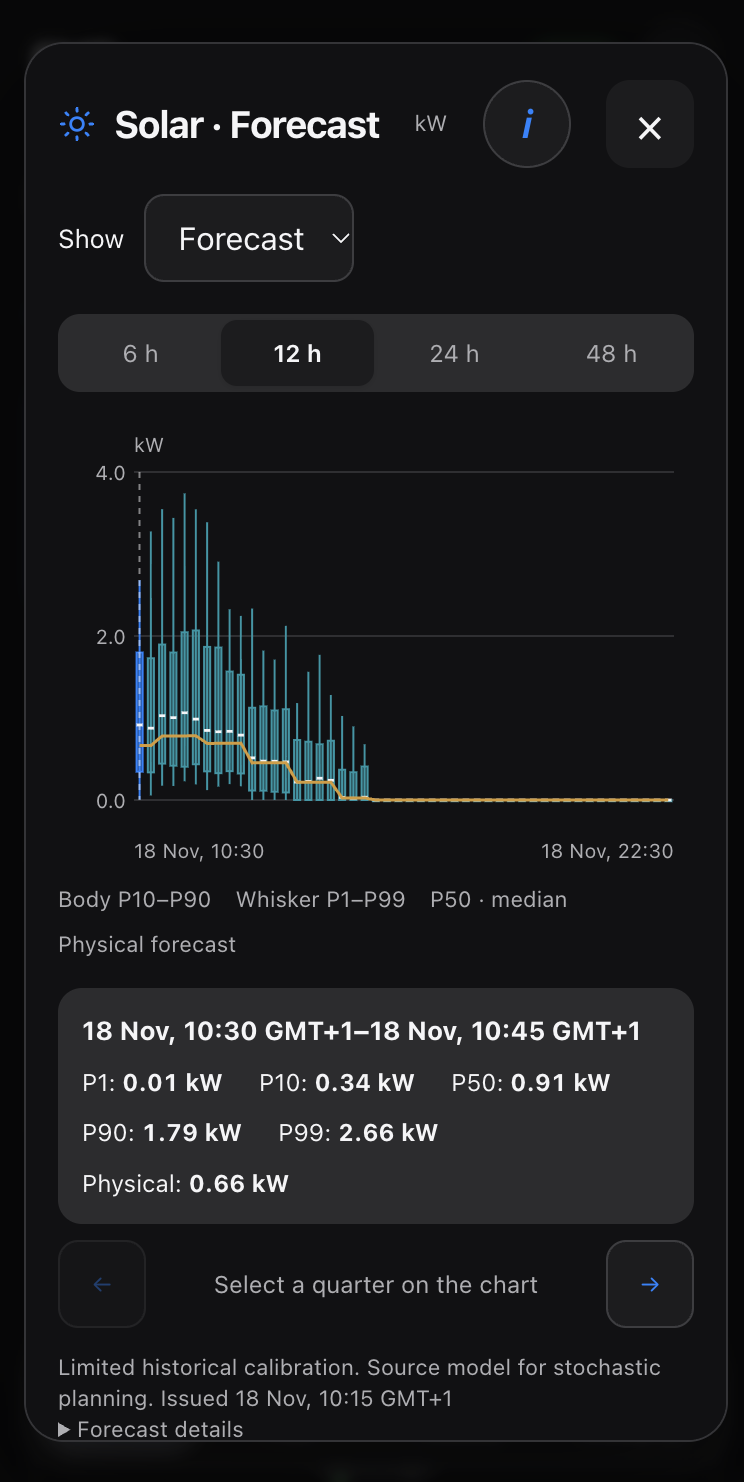 Solar · Forecast kW i ×
Show Forecast
6 h 12 h 24 h 48 h
kW
4.0
2.0
0.0
18 Nov, 10:30 18 Nov, 22:30
Body P10–P90 Whisker P1–P99 P50 · median
Physical forecast
18 Nov, 10:30 GMT+1–18 Nov, 10:45 GMT+1
P1: 0.01 kW P10: 0.34 kW P50: 0.91 kW
P90: 1.79 kW P99: 2.66 kW
Physical: 0.66 kW
← Select a quarter on the chart →
Limited historical calibration. Source model for stochastic
planning. Issued 18 Nov, 10:15 GMT+1
▶ Forecast details